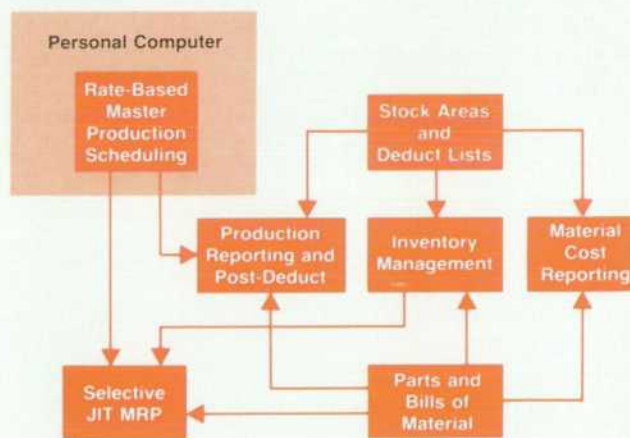 Personal Computer
Rate-Based
Master
Production
Scheduling
Stock Areas
and
Deduct Lists
Production
Reporting and
Post-Deduct
Inventory
Management
Material
Cost
Reporting
Selective
JIT MRP
Parts and
Bills of
Material